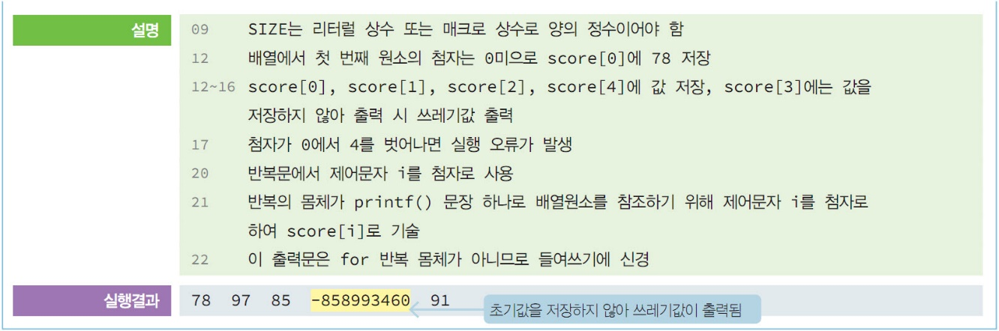 설명
09 SIZE는 리터럴 상수 또는 매크로 상수로 양의 정수이어야 함
12 배열에서 첫 번째 원소의 첨자는 0미으로 score[0]에 78 저장
12~16 score[0], score[1], score[2], score[4]에 값 저장, score[3]에는 값을
저장하지 않아 출력 시 쓰레기값 출력
17 첨자가 0에서 4를 벗어나면 실행 오류가 발생
20 반복문에서 제어문자 i를 첨자로 사용
21 반복의 몸체가 printf() 문장 하나로 배열원소를 참조하기 위해 제어문자 i를 첨자로
하여 score[i]로 기술
22 이 출력문은 for 반복 몸체가 아니므로 들여쓰기에 신경
실행결과
78 97 85 -858993460 91
초기값을 저장하지 않아 쓰레기값이 출력됨